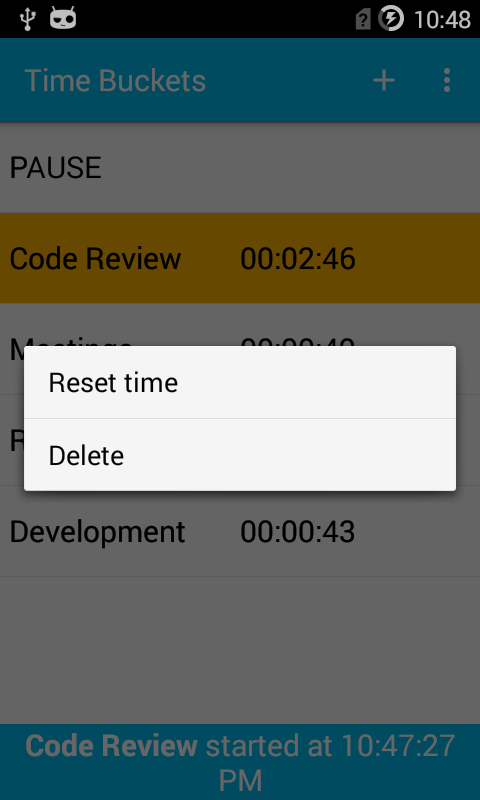 10:48
Time Buckets
PAUSE
Code Review 00:02:46
Reset time
Delete
Development 00:00:43
Code Review started at 10:47:27
PM